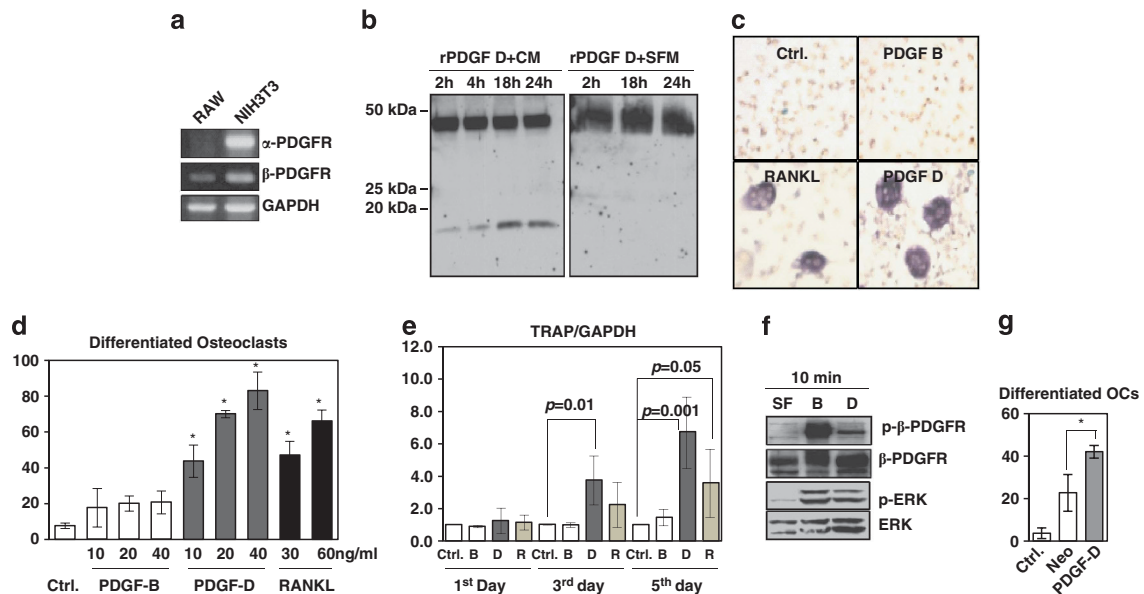 a
RAW NIH3T3
α-PDGFR
β-PDGFR
GAPDH
b
rPDGF D+CM rPDGF D+SFM
2h 4h 18h 24h 2h 18h 24h
50 kDa
25 kDa
20 kDa
c
Ctrl. PDGF B
RANKL PDGF D
d
Differentiated Osteoclasts
100
80
60
40
20
0
* * * * *
10 20 40 10 20 40 30 60ng/ml
Ctrl. PDGF-B PDGF-D RANKL
e
TRAP/GAPDH
12.0
10.0
8.0
6.0
4.0
2.0
0.0
p=0.01
p=0.05
p=0.001
Ctrl. B D R Ctrl. B D R Ctrl. B D R
1st Day 3rd day 5th day
f
10 min
SF B D
p-β-PDGFR
β-PDGFR
p-ERK
ERK
g
Differentiated OCs
60
40
20
0
*
Ctrl. Neo PDGF-D